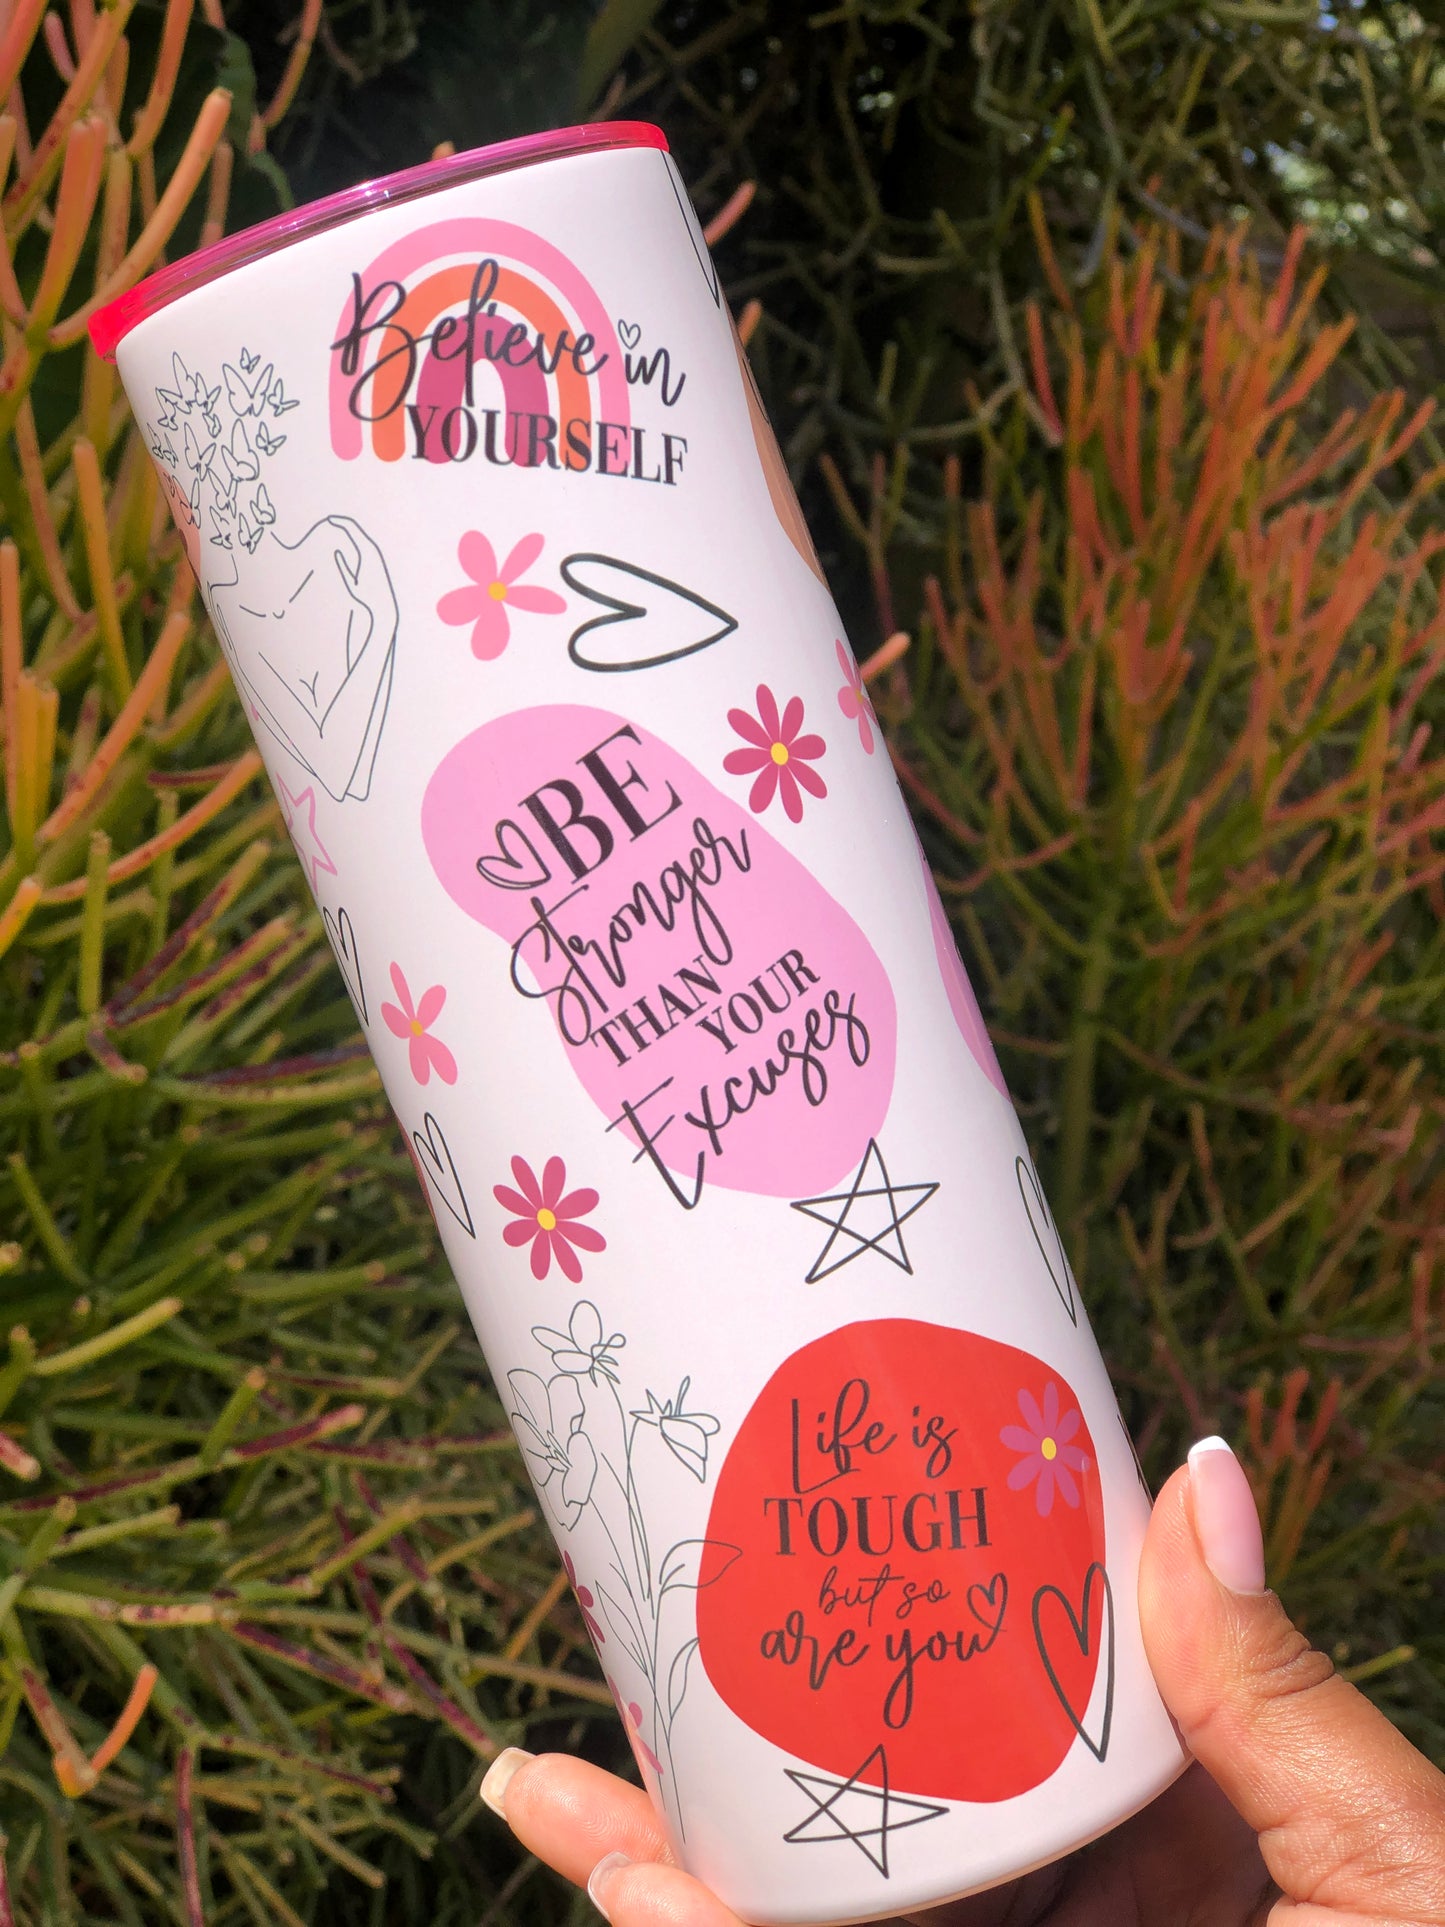 Believe in
YOURSELF
BE
Stronger
THAN
YOUR
Excuses
Life is
TOUGH
but so
are you